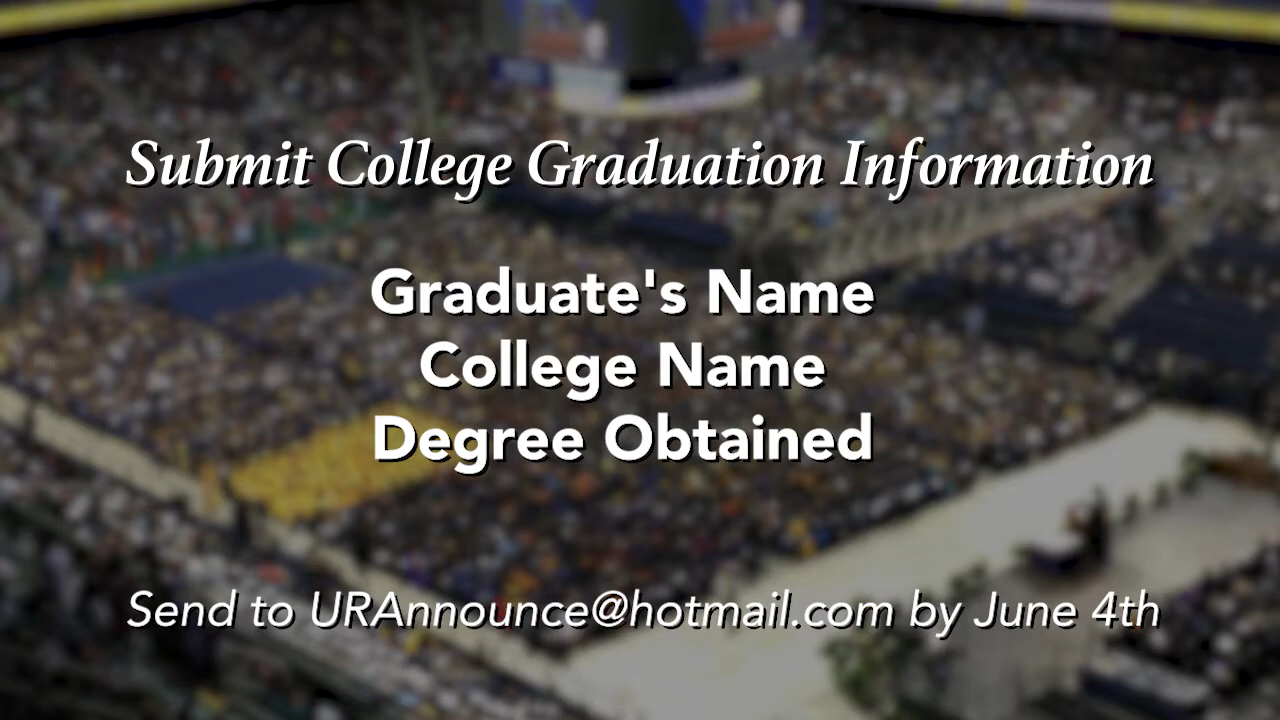 Submit College Graduation Information
Graduate's Name
College Name
Degree Obtained
Send to URAnnounce@hotmail.com by June 4th